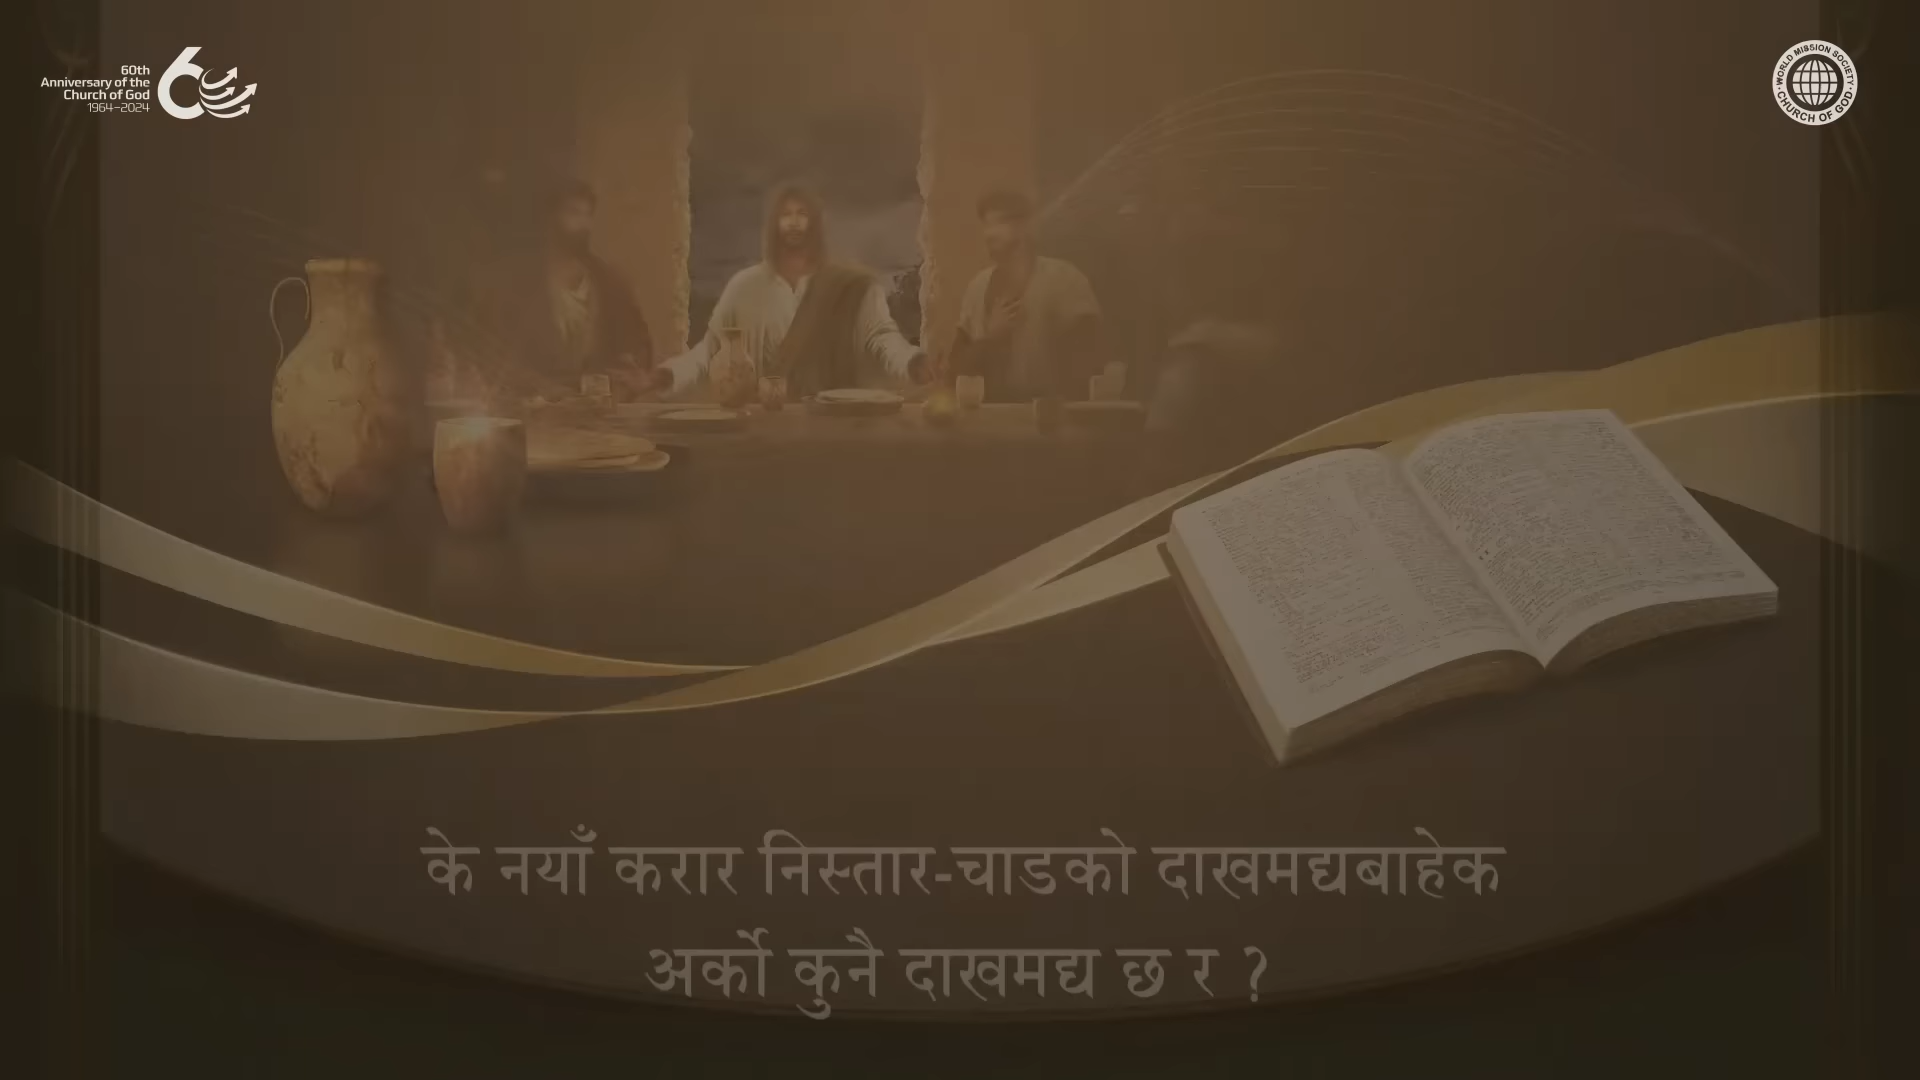 60th
Anniversary of the
Church of God
1964–2024
WORLD MISSION SOCIETY
CHURCH OF GOD
के नयाँ करार निस्तार-चाडको दाखमद्यबाहेक
अर्को कुनै दाखमद्य छ र ?